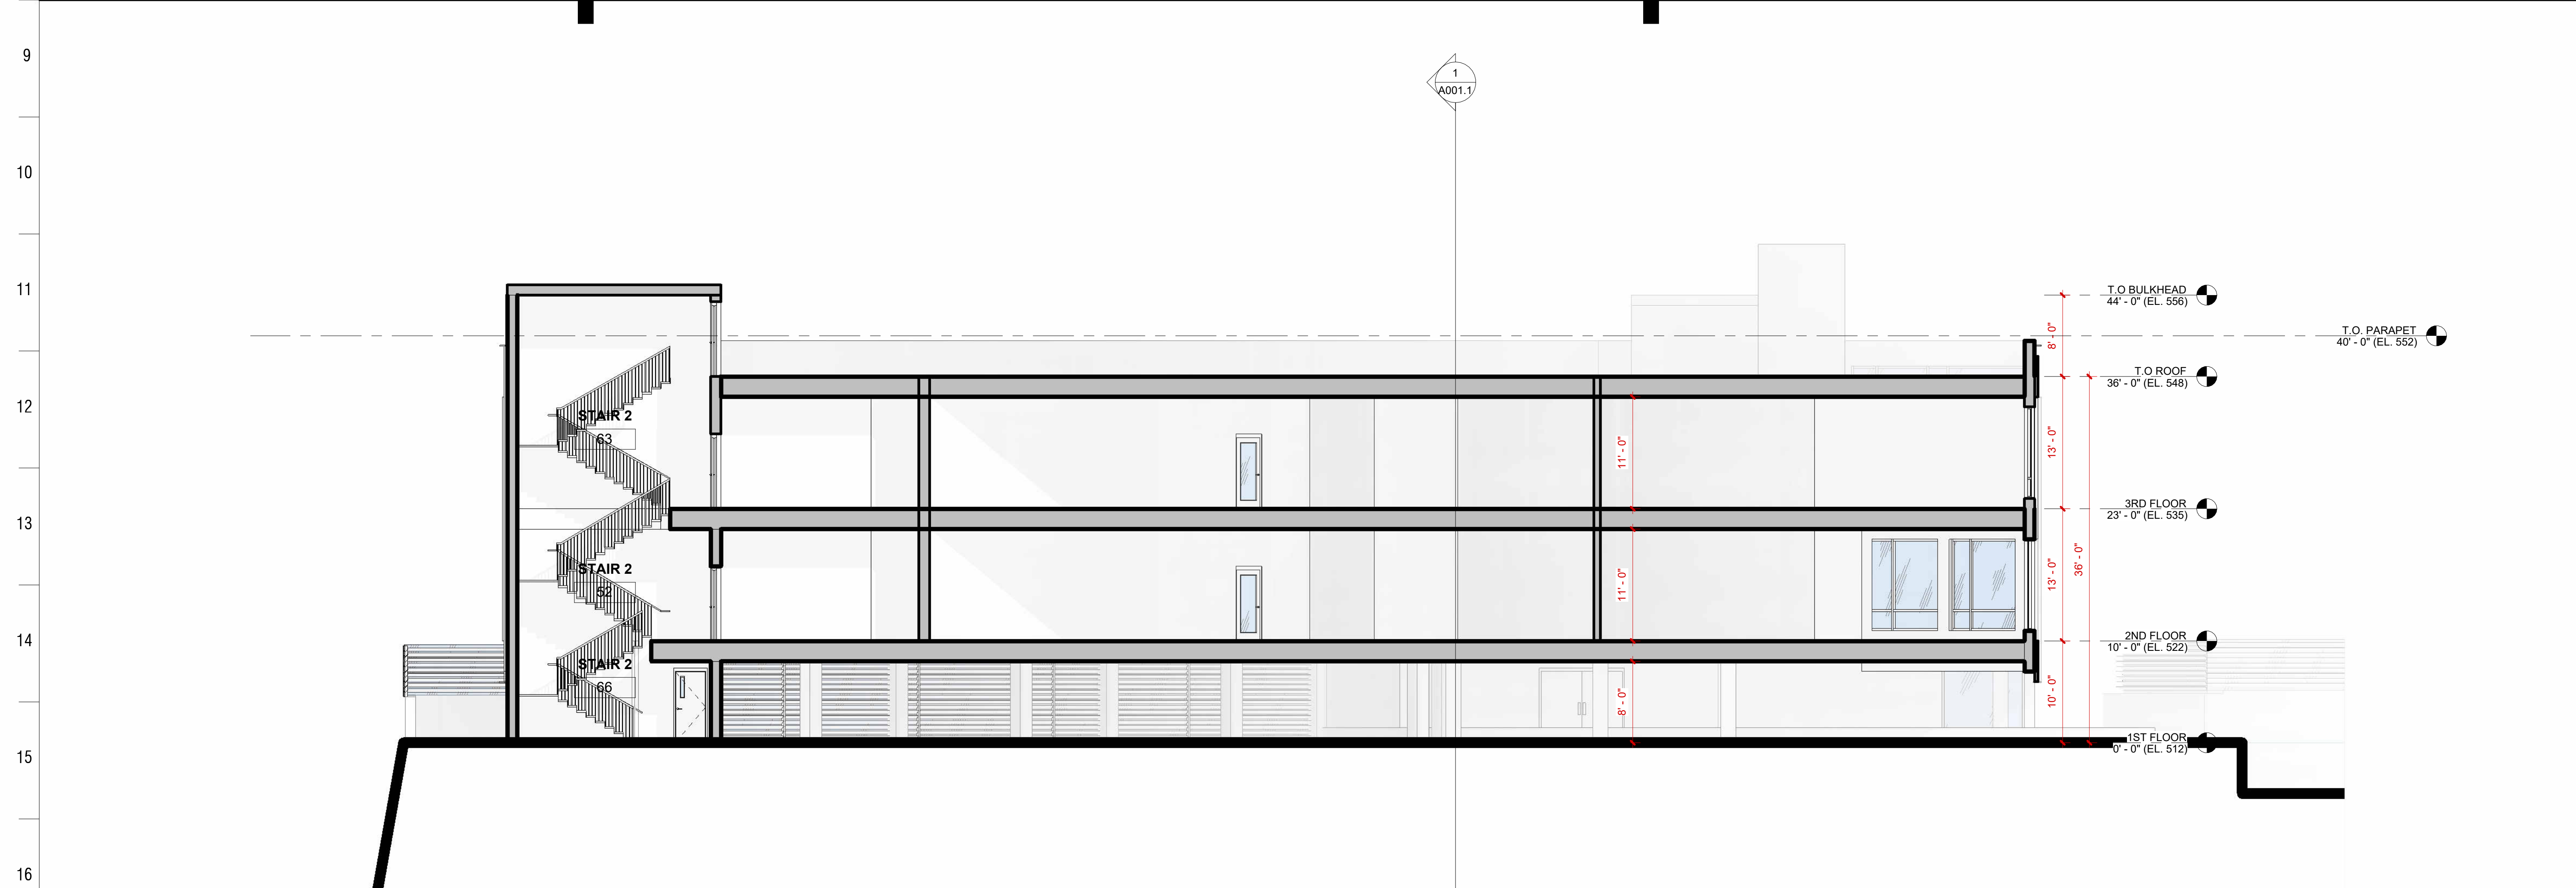 9
10
11
12
13
14
15
16
1
A001.1
T.O BULKHEAD
44' - 0" (EL. 556)
T.O. PARAPET
40' - 0" (EL. 552)
8' - 0"
T.O ROOF
36' - 0" (EL. 548)
STAIR 2
63
11' - 0"
13' - 0"
3RD FLOOR
23' - 0" (EL. 535)
STAIR 2
52
11' - 0"
13' - 0"
36' - 0"
2ND FLOOR
10' - 0" (EL. 522)
STAIR 2
66
8' - 0"
10' - 0"
1ST FLOOR
0' - 0" (EL. 512)